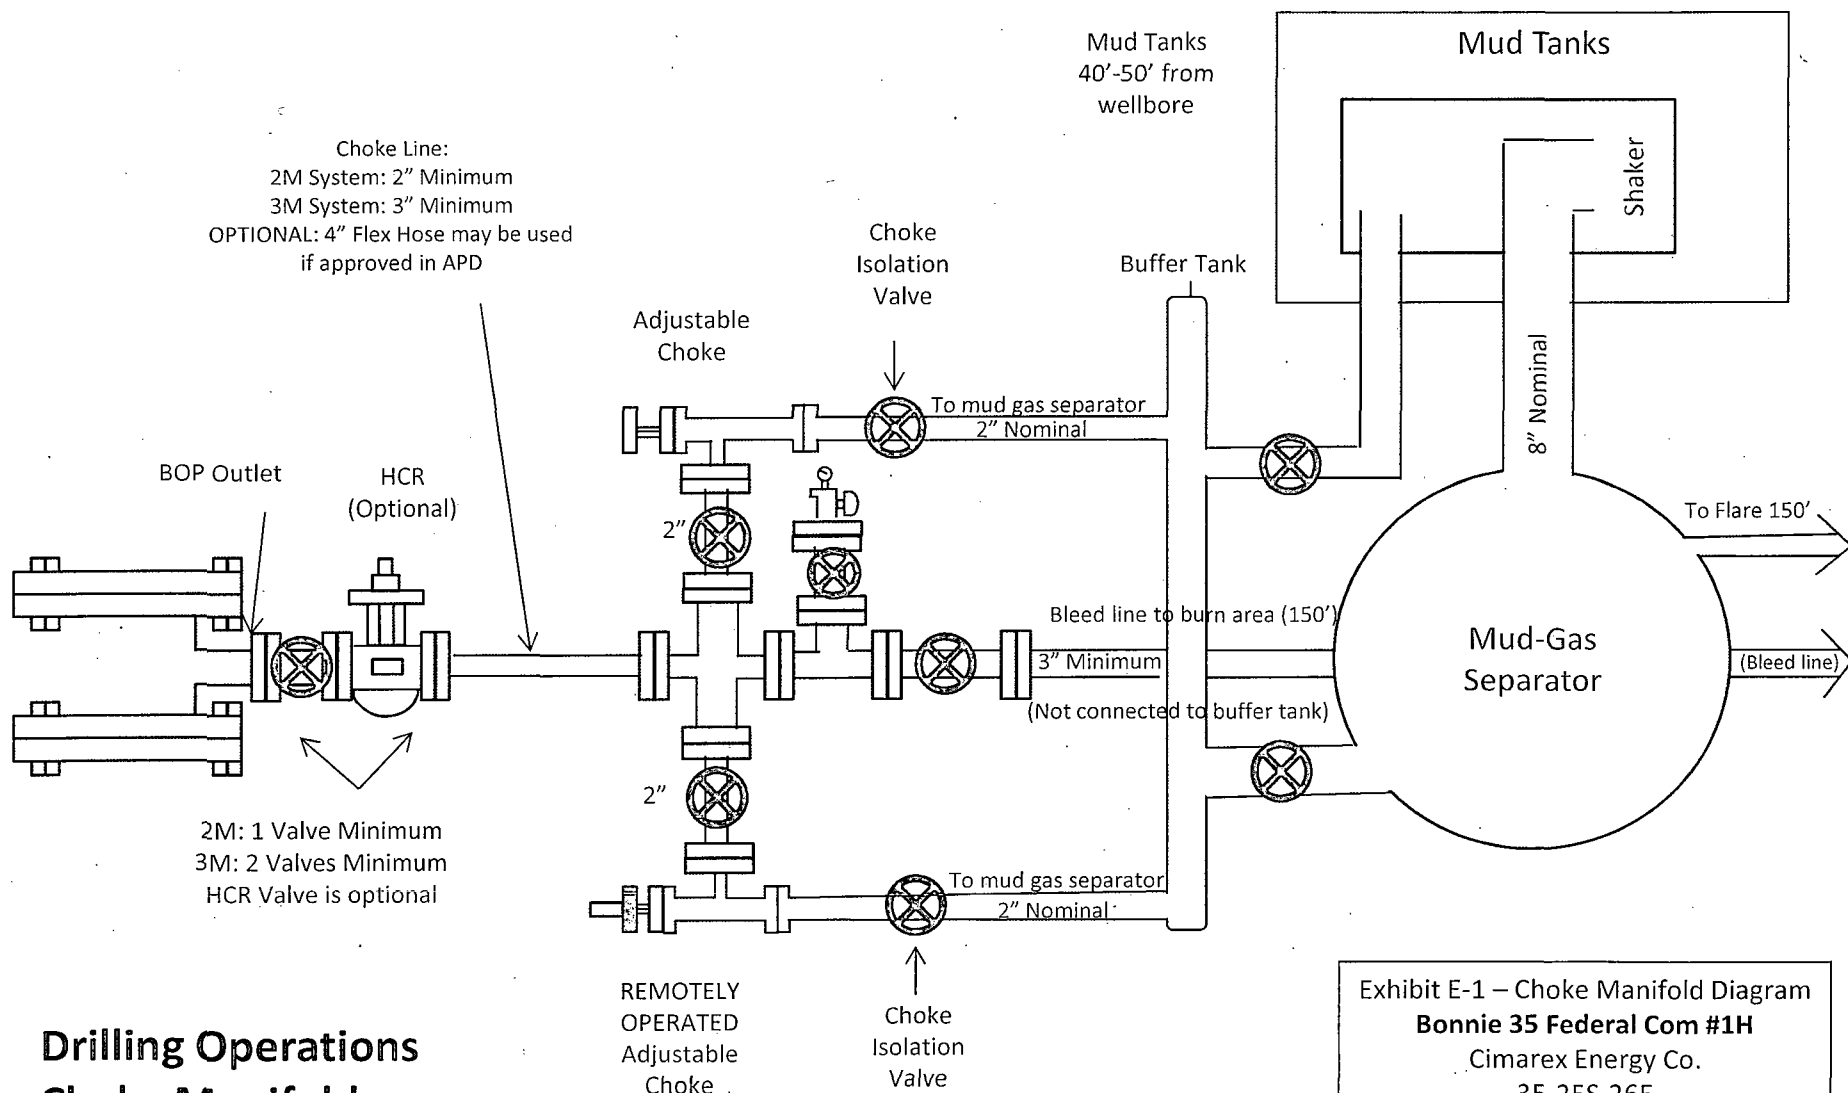 Mud Tanks
40'-50' from
wellbore
Mud Tanks
Shaker
Choke Line:
2M System: 2” Minimum
3M System: 3” Minimum
OPTIONAL: 4” Flex Hose may be used
if approved in APD
Choke
Isolation
Valve
Buffer Tank
Adjustable
Choke
8” Nominal
To mud gas separator
2” Nominal
BOP Outlet
HCR
(Optional)
2”
To Flare 150'
Bleed line to burn area (150')
3” Minimum
(Not connected to buffer tank)
Mud-Gas
Separator
(Bleed line)
2”
2M: 1 Valve Minimum
3M: 2 Valves Minimum
HCR Valve is optional
To mud gas separator
2” Nominal
REMOTELY
OPERATED
Adjustable
Choke
Choke
Isolation
Valve
Drilling Operations
Choke Manifold
Exhibit E-1 – Choke Manifold Diagram
Bonnie 35 Federal Com #1H
Cimarex Energy Co.